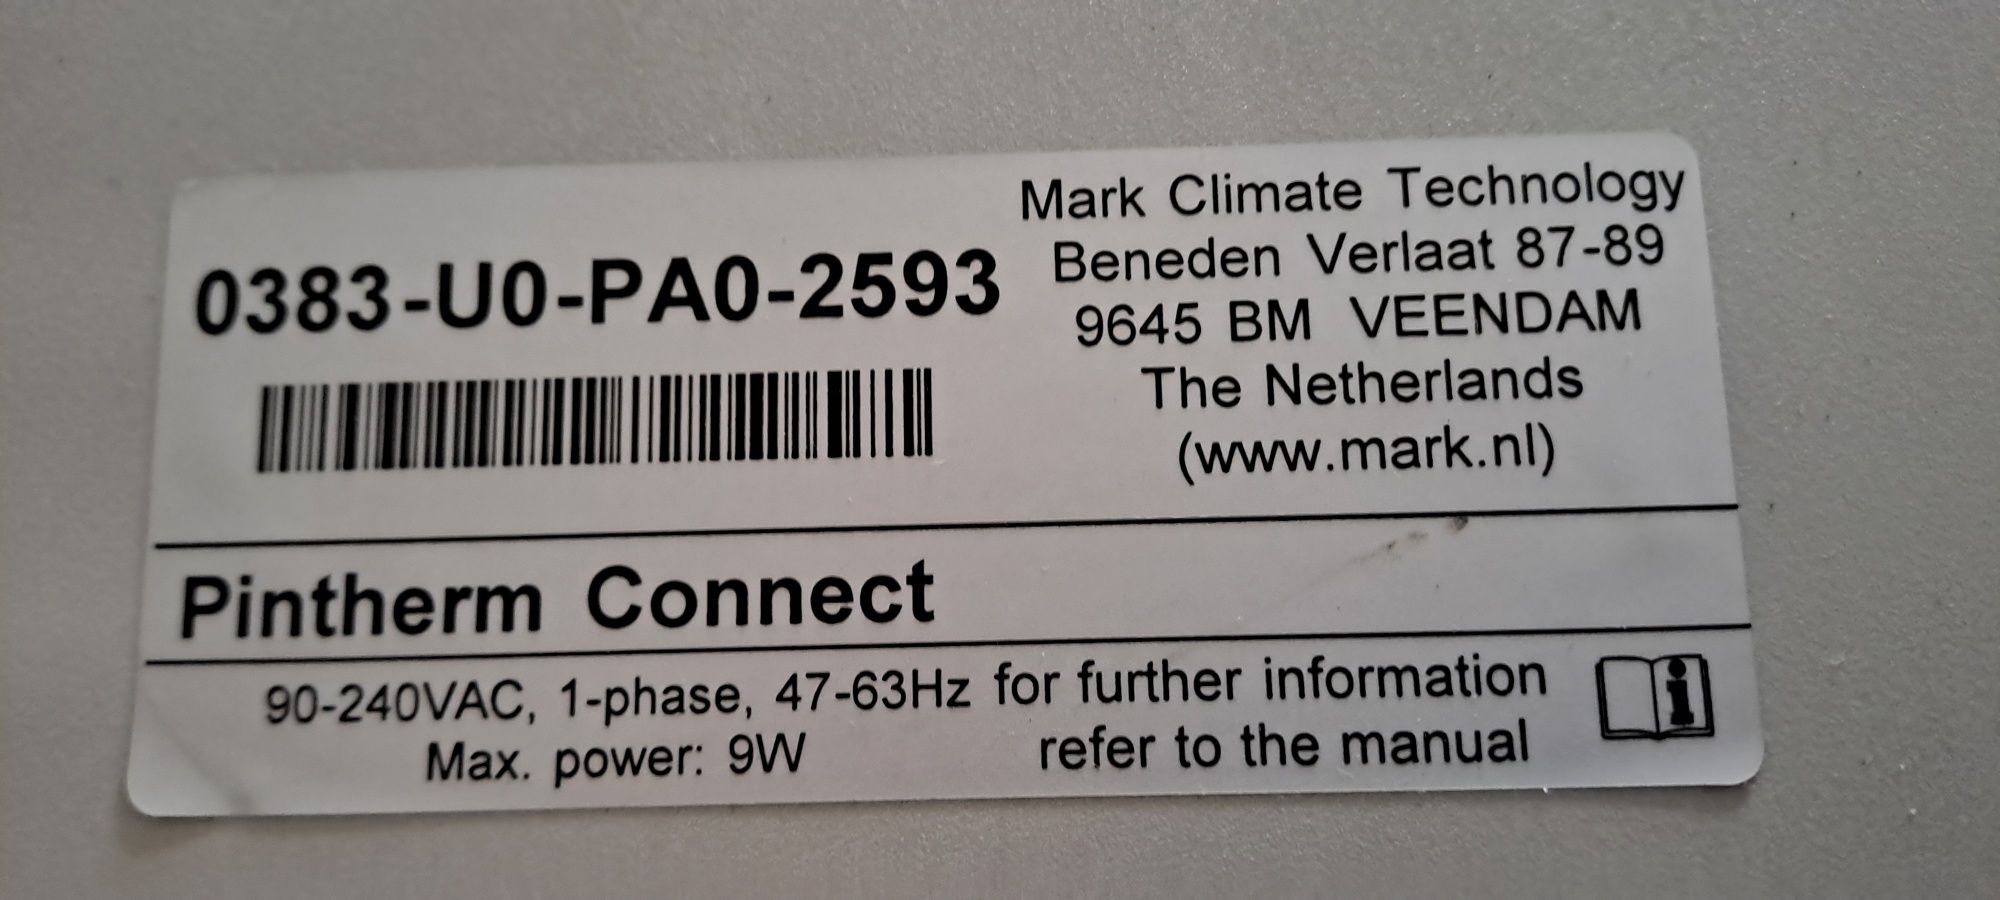 0383-U0-PA0-2593
Mark Climate Technology
Beneden Verlaat 87-89
9645 BM VEENDAM
The Netherlands
(www.mark.nl)
Pintherm Connect
90-240VAC, 1-phase, 47-63Hz
Max. power: 9W
for further information
refer to the manual
i